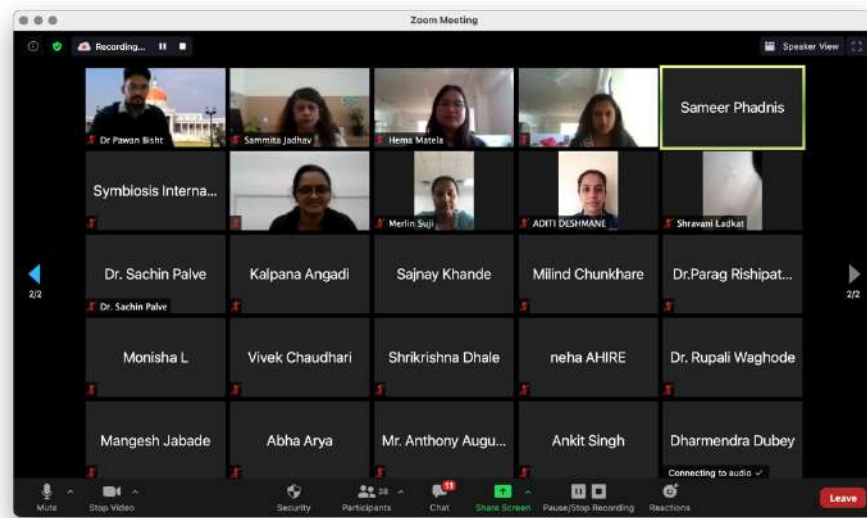 Zoom Meeting
Recording...
Speaker View
Dr Pawan Bisht
Sammita Jadhav
Hema Matela
Sameer Phadnis
Symbiosis Interna...
Merlin Suji
ADITI DESHMANE
Shravani Ladkat
Dr. Sachin Palve
Kalpana Angadi
Sajnay Khande
Milind Chunkhare
Dr.Parag Rishipat...
2/2
2/2
Dr. Sachin Palve
Monisha L
Vivek Chaudhari
Shrikrishna Dhale
neha AHIRE
Dr. Rupali Waghode
Mangesh Jabade
Abha Arya
Mr. Anthony Augu...
Ankit Singh
Dharmendra Dubey
Connecting to audio
Mute
Stop Video
Security
Participants
38
Chat
11
Share Screen
Pause/Stop Recording
Reactions
Leave